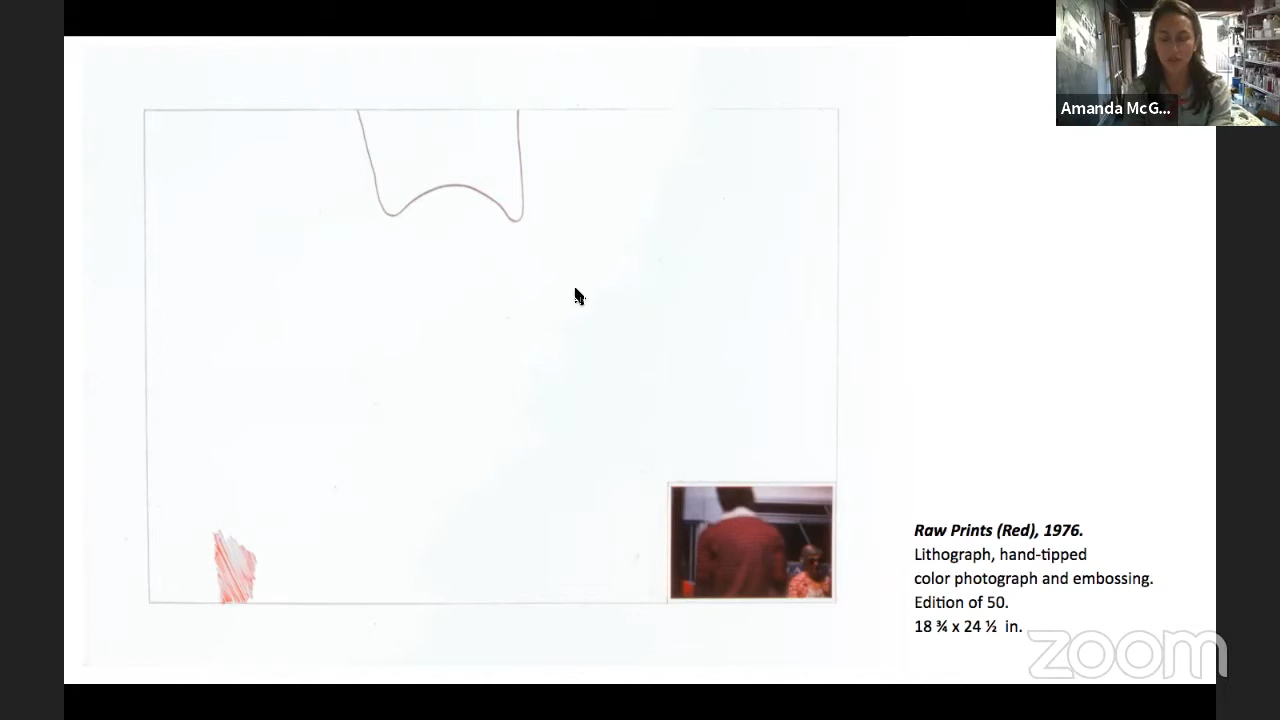 Amanda McG...
Raw Prints (Red), 1976.
Lithograph, hand-tipped
color photograph and embossing.
Edition of 50.
18 ¾ x 24 ½ in.
zoom